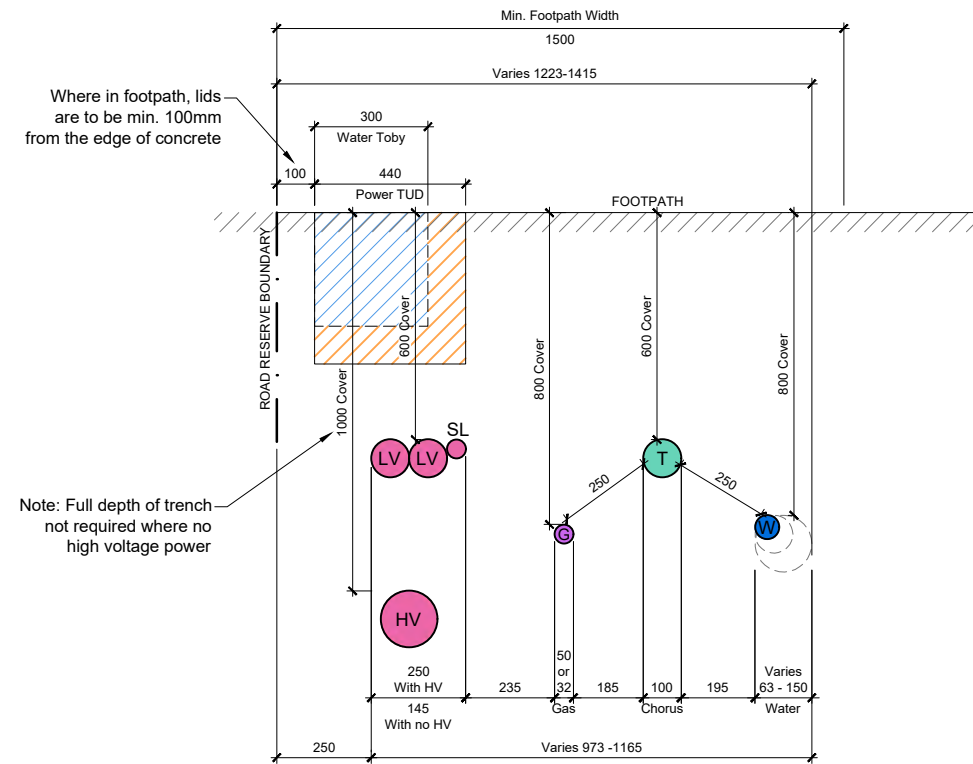 Min. Footpath Width
1500
Varies 1223-1415
Where in footpath, lids
are to be min. 100mm
from the edge of concrete
300
Water Toby
100
440
Power TUD
FOOTPATH
ROAD RESERVE BOUNDARY
1000 Cover
600 Cover
800 Cover
600 Cover
800 Cover
SL
LV
LV
T
250
250
G
W
Note: Full depth of trench
not required where no
high voltage power
HV
250
With HV
145
With no HV
235
50
or
32
Gas
185
100
Chorus
195
Varies
63 - 150
Water
250
Varies 973 -1165